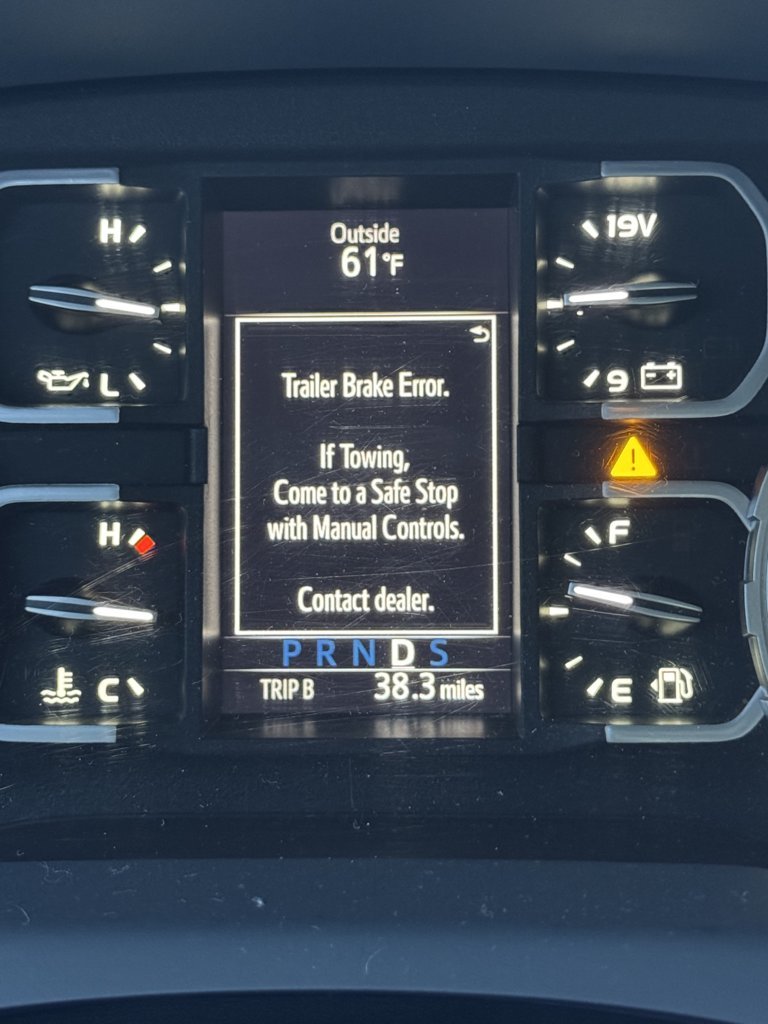 Outside
61°F
H
L
19V
9
Trailer Brake Error.
If Towing,
Come to a Safe Stop
with Manual Controls.
Contact dealer.
H
C
F
E
P R N D S
TRIP B 38.3 miles